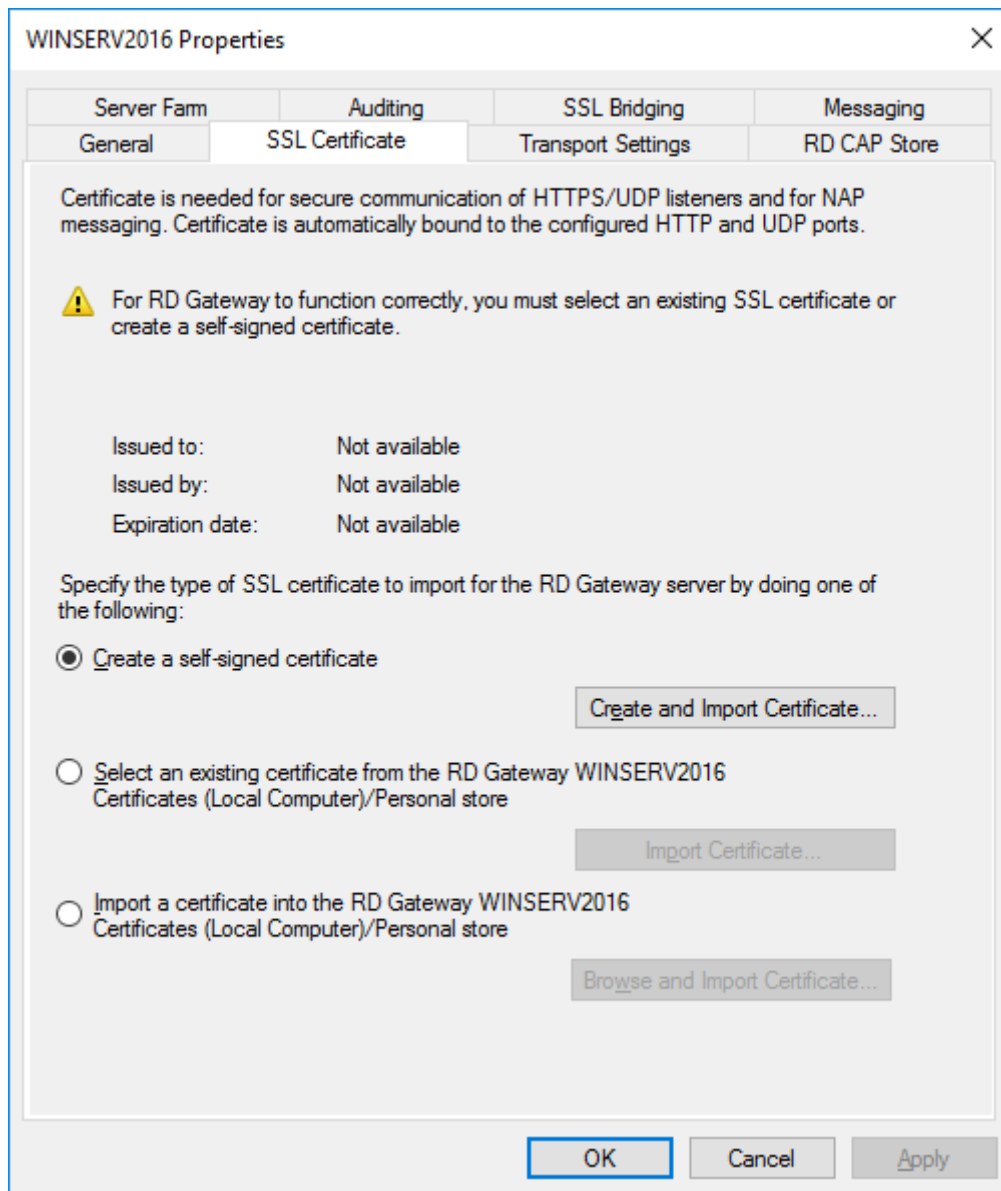 WINSERV2016 Properties
Server Farm
Auditing
SSL Bridging
Messaging
General
SSL Certificate
Transport Settings
RD CAP Store
Certificate is needed for secure communication of HTTPS/UDP listeners and for NAP
messaging. Certificate is automatically bound to the configured HTTP and UDP ports.
For RD Gateway to function correctly, you must select an existing SSL certificate or
create a self-signed certificate.
Issued to: Not available
Issued by: Not available
Expiration date: Not available
Specify the type of SSL certificate to import for the RD Gateway server by doing one of
the following:
Create a self-signed certificate
Create and Import Certificate...
Select an existing certificate from the RD Gateway WINSERV2016
Certificates (Local Computer)/Personal store
Import Certificate...
Import a certificate into the RD Gateway WINSERV2016
Certificates (Local Computer)/Personal store
Browse and Import Certificate...
OK
Cancel
Apply